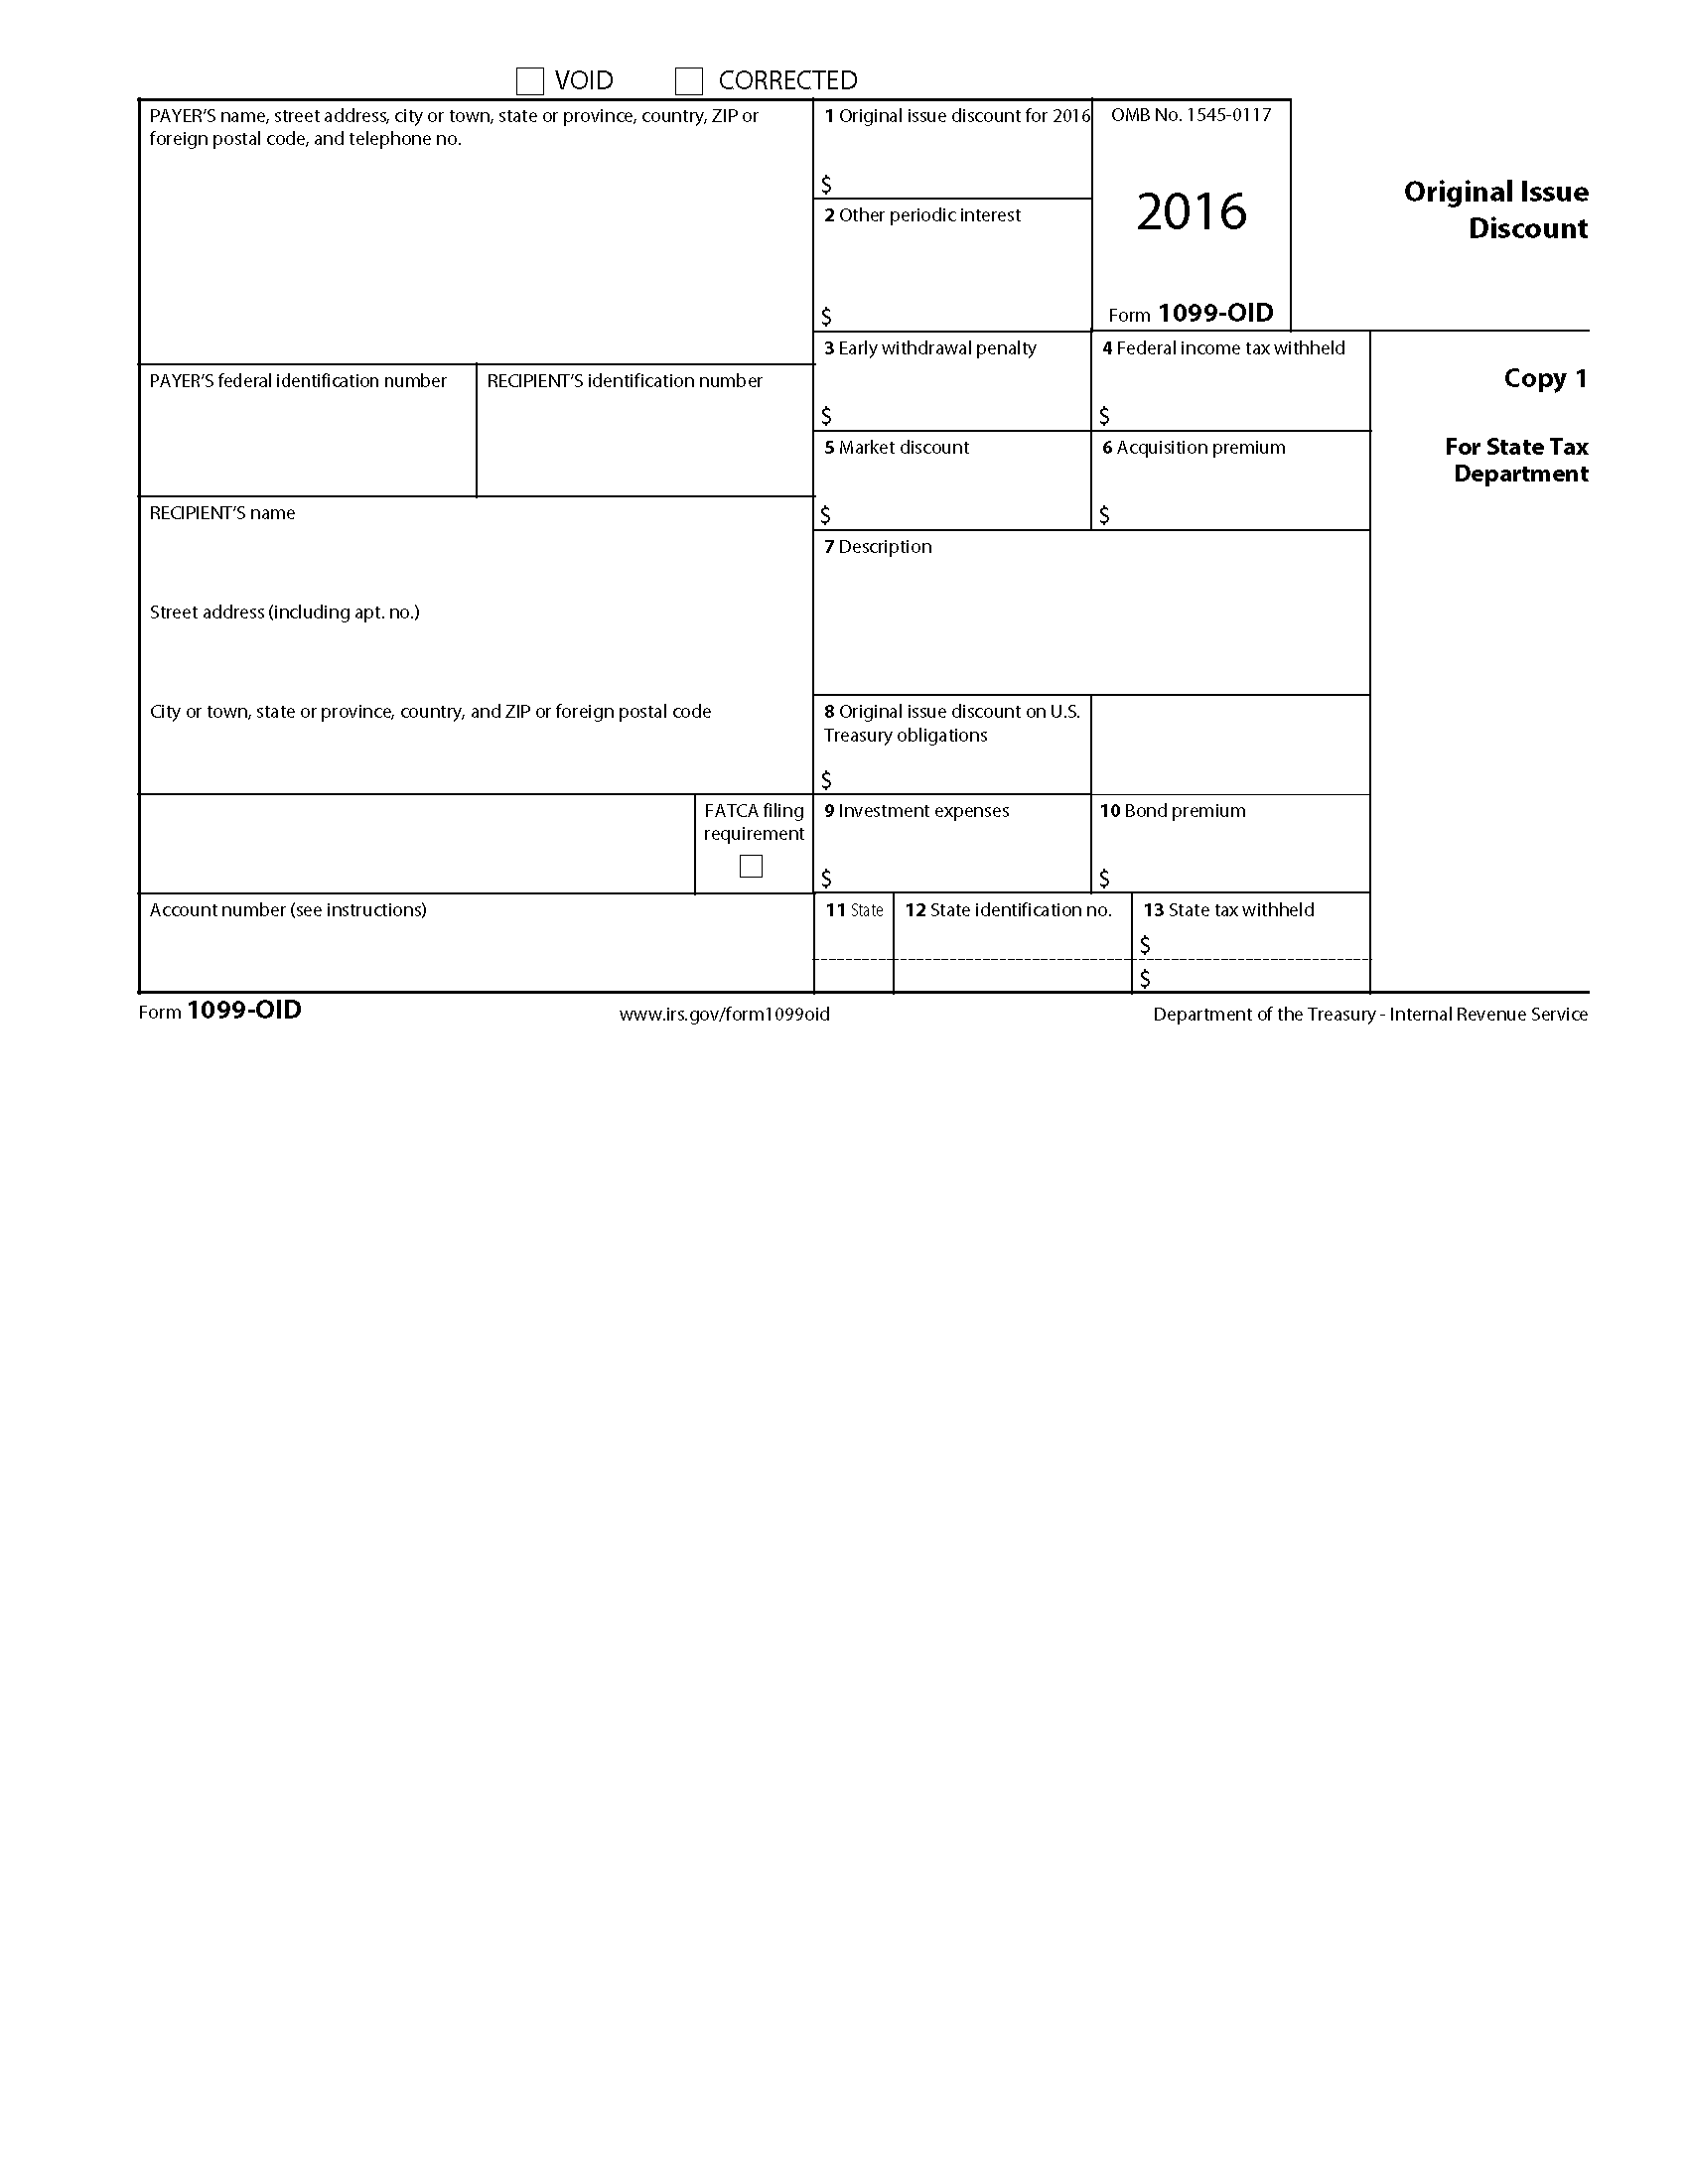 VOID CORRECTED
PAYER'S name, street address, city or town, state or province, country, ZIP or
foreign postal code, and telephone no.
1 Original issue discount for 2016
$
2 Other periodic interest
$
OMB No. 1545-0117
2016
Form 1099-OID
Original Issue
Discount
PAYER'S federal identification number
RECIPIENT'S identification number
3 Early withdrawal penalty
$
4 Federal income tax withheld
$
Copy 1
For State Tax
Department
5 Market discount
$
6 Acquisition premium
$
RECIPIENT'S name
Street address (including apt. no.)
City or town, state or province, country, and ZIP or foreign postal code
7 Description
8 Original issue discount on U.S.
Treasury obligations
$
FATCA filing
requirement
9 Investment expenses
$
10 Bond premium
$
Account number (see instructions)
11 State
12 State identification no.
13 State tax withheld
$
$
Form 1099-OID
www.irs.gov/form1099oid
Department of the Treasury - Internal Revenue Service